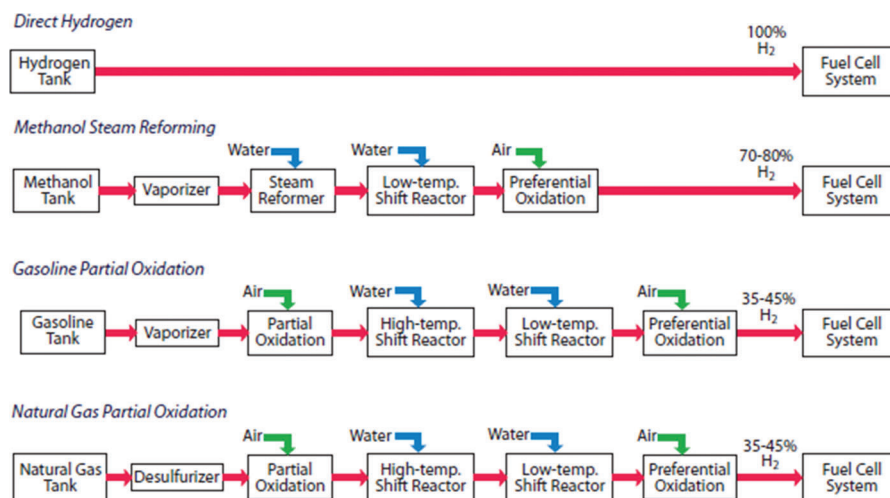 Direct Hydrogen
100%
H2
Hydrogen
Tank
Fuel Cell
System
Methanol Steam Reforming
Water
Water
Air
70-80%
H2
Methanol
Tank
Vaporizer
Steam
Reformer
Low-temp.
Shift Reactor
Preferential
Oxidation
Fuel Cell
System
Gasoline Partial Oxidation
Air
Water
Water
Air
35-45%
H2
Gasoline
Tank
Vaporizer
Partial
Oxidation
High-temp.
Shift Reactor
Low-temp.
Shift Reactor
Preferential
Oxidation
Fuel Cell
System
Natural Gas Partial Oxidation
Air
Water
Water
Air
35-45%
H2
Natural Gas
Tank
Desulfurizer
Partial
Oxidation
High-temp.
Shift Reactor
Low-temp.
Shift Reactor
Preferential
Oxidation
Fuel Cell
System